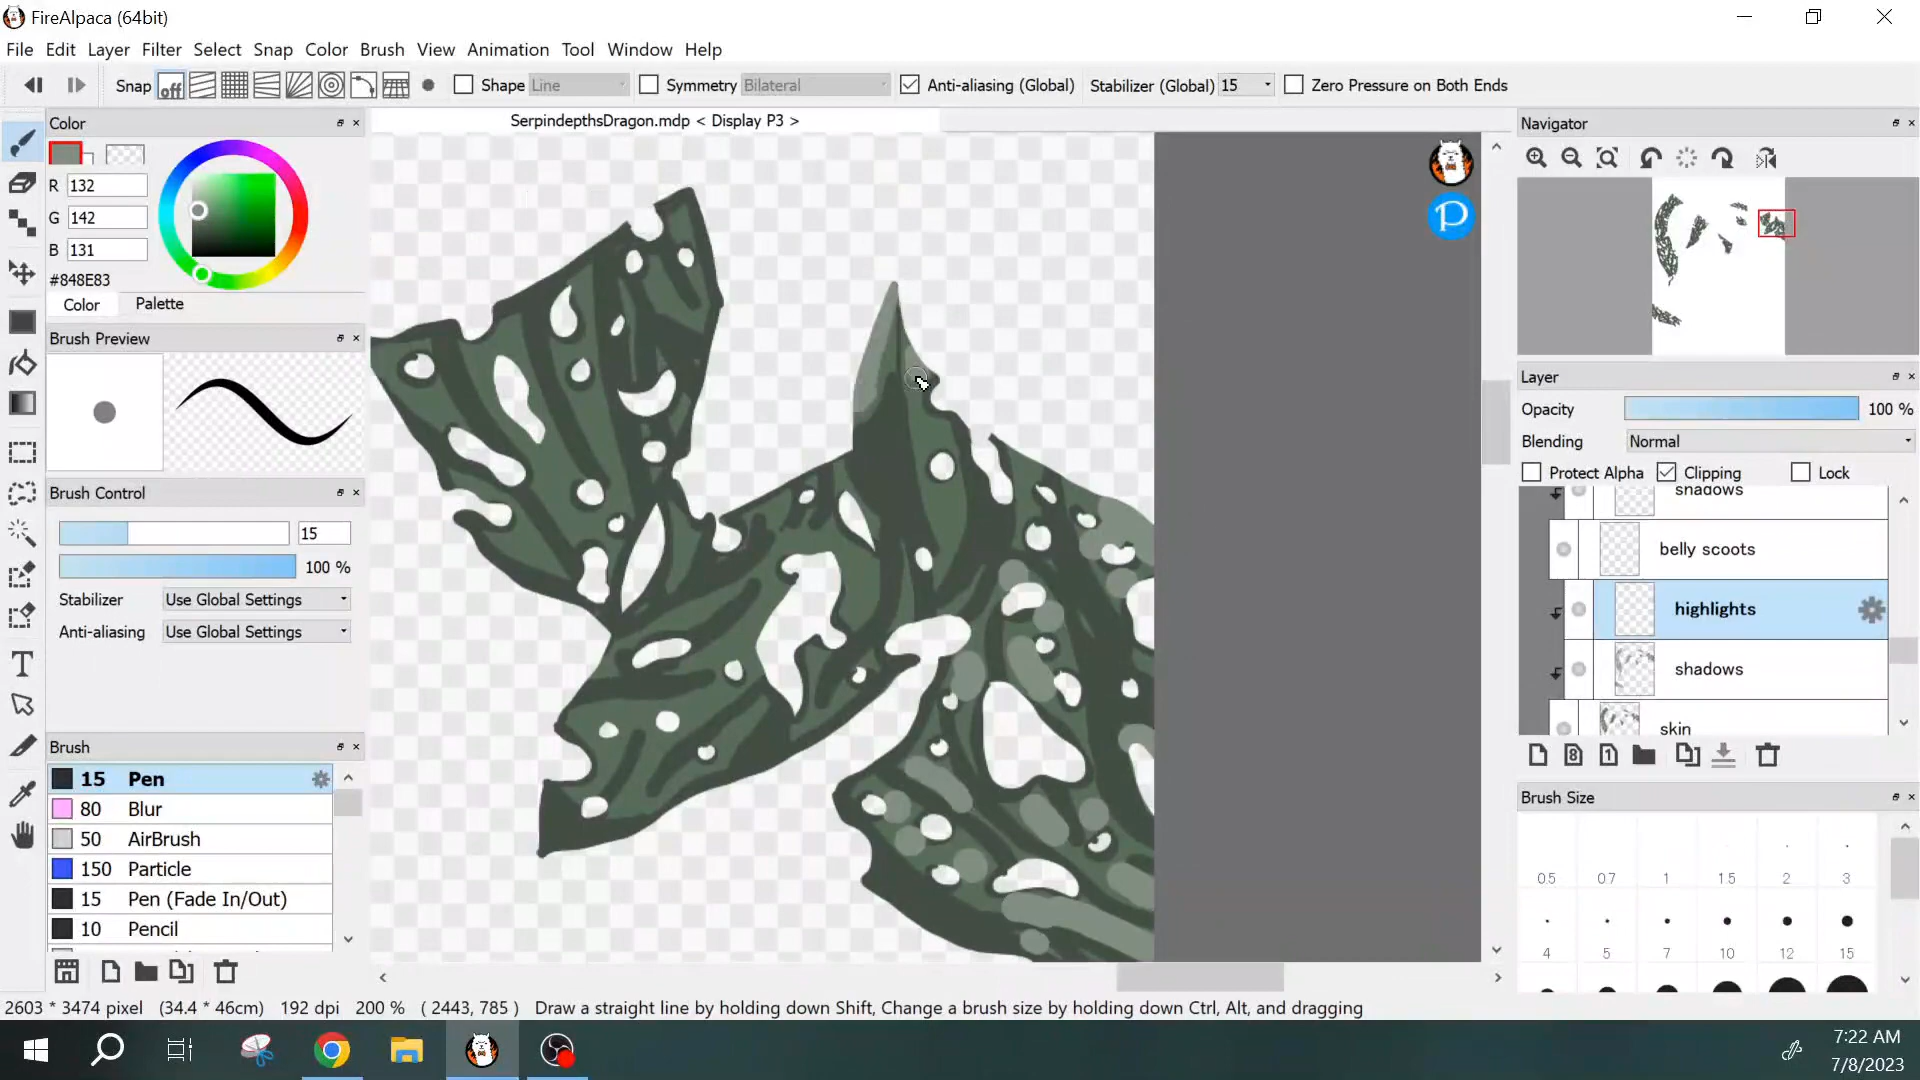 FireAlpaca (64bit)
File Edit Layer Filter Select Snap Color Brush View Animation Tool Window Help
Snap off Shape Line Symmetry Bilateral Anti-aliasing (Global) Stabilizer (Global) 15 Zero Pressure on Both Ends
Color
SerpindepthsDragon.mdp < Display P3 >
Navigator
R 132
G 142
B 131
#848E83
Color Palette
Brush Preview
Layer
Opacity 100 %
Blending Normal
Protect Alpha Clipping Lock
shadows
belly scoots
highlights
shadows
skin
Brush Control
15
100 %
Stabilizer Use Global Settings
Anti-aliasing Use Global Settings
Brush
15 Pen
80 Blur
50 AirBrush
150 Particle
15 Pen (Fade In/Out)
10 Pencil
Brush Size
0.5 0.7 1 1.5 2 3
4 5 7 10 12 15
2603 * 3474 pixel (34.4 * 46cm) 192 dpi 200 % ( 2443, 785 ) Draw a straight line by holding down Shift, Change a brush size by holding down Ctrl, Alt, and dragging
7:22 AM
7/8/2023